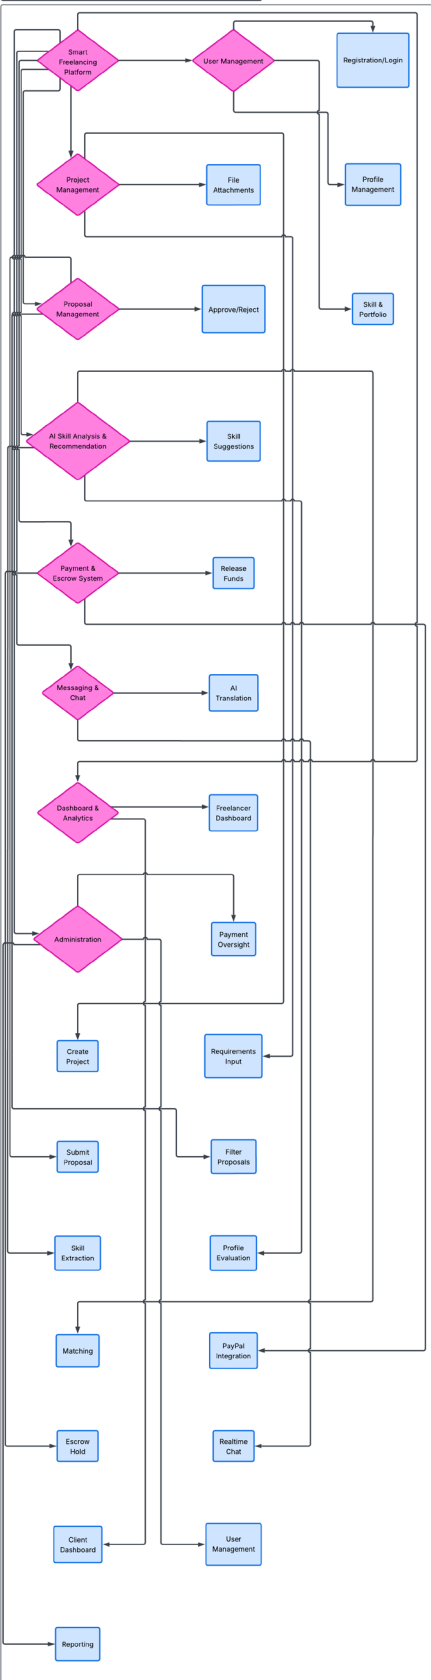 Smart
Freelancing
Platform
User Management
Registration/Login
Project
Management
File
Attachments
Profile
Management
Proposal
Management
Approve/Reject
Skill &
Portfolio
AI Skill Analysis &
Recommendation
Skill
Suggestions
Payment &
Escrow System
Release
Funds
Messaging &
Chat
AI
Translation
Dashboard &
Analytics
Freelancer
Dashboard
Administration
Payment
Oversight
Create
Project
Requirements
Input
Submit
Proposal
Filter
Proposals
Skill
Extraction
Profile
Evaluation
Matching
PayPal
Integration
Escrow
Hold
Realtime
Chat
Client
Dashboard
User
Management
Reporting